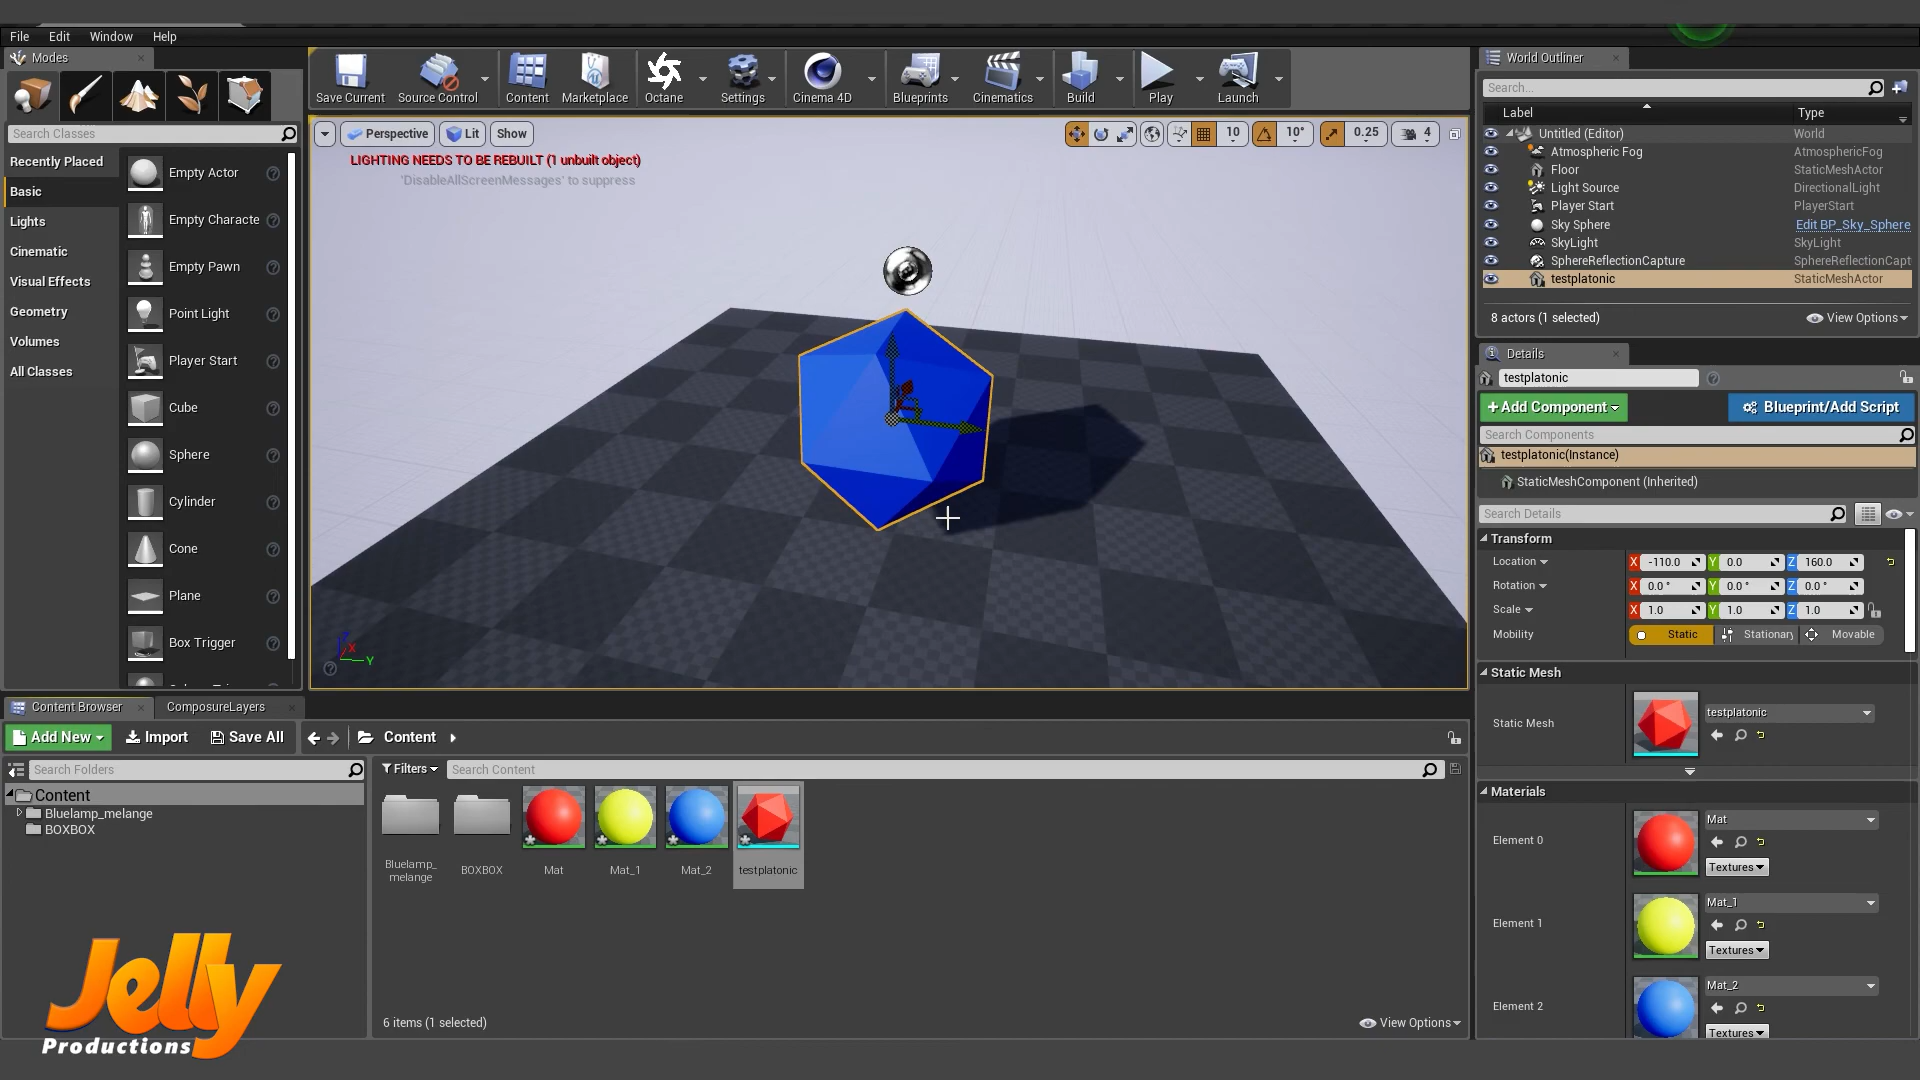 File Edit Window Help
Modes
Search Classes
Recently Placed
Basic
Lights
Cinematic
Visual Effects
Geometry
Volumes
All Classes
Empty Actor
Empty Characte
Empty Pawn
Point Light
Player Start
Cube
Sphere
Cylinder
Cone
Plane
Box Trigger
Save Current Source Control Content Marketplace Octane Settings Cinema 4D Blueprints Cinematics Build Play Launch
Perspective Lit Show
10 10° 0.25 4
LIGHTING NEEDS TO BE REBUILT (1 unbuilt object)
'DisableAllScreenMessages' to suppress
Z X Y
World Outliner
Search...
Label Type
Untitled (Editor) World
Atmospheric Fog AtmosphericFog
Floor StaticMeshActor
Light Source DirectionalLight
Player Start PlayerStart
Sky Sphere Edit BP_Sky_Sphere
SkyLight SkyLight
SphereReflectionCapture SphereReflectionCapt
testplatonic StaticMeshActor
8 actors (1 selected) View Options
Details
testplatonic
+Add Component Blueprint/Add Script
Search Components
testplatonic(Instance)
StaticMeshComponent (Inherited)
Search Details
Transform
Location X -110.0 Y 0.0 Z 160.0
Rotation X 0.0 ° Y 0.0 ° Z 0.0 °
Scale X 1.0 Y 1.0 Z 1.0
Mobility Static Stationary Movable
Static Mesh
Static Mesh testplatonic
Materials
Element 0 Mat
Textures
Element 1 Mat_1
Textures
Element 2 Mat_2
Textures
Content Browser ComposureLayers
Add New Import Save All Content
Search Folders
Content
Bluelamp_melange
BOXBOX
Filters Search Content
Bluelamp_
melange
BOXBOX
Mat
Mat_1
Mat_2
testplatonic
6 items (1 selected) View Options
Jelly
Productions